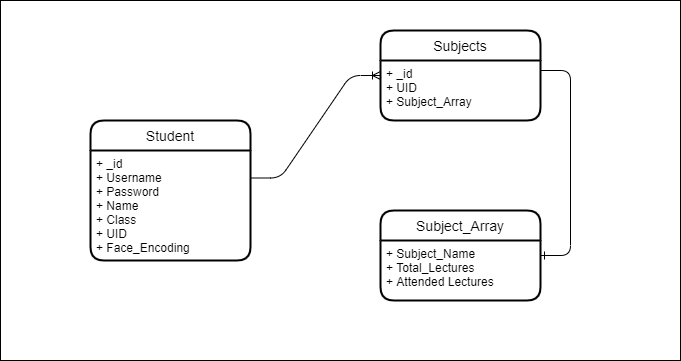 Subjects
+ _id
+ UID
+ Subject_Array
Student
+ _id
+ Username
+ Password
+ Name
+ Class
+ UID
+ Face_Encoding
Subject_Array
+ Subject_Name
+ Total_Lectures
+ Attended Lectures